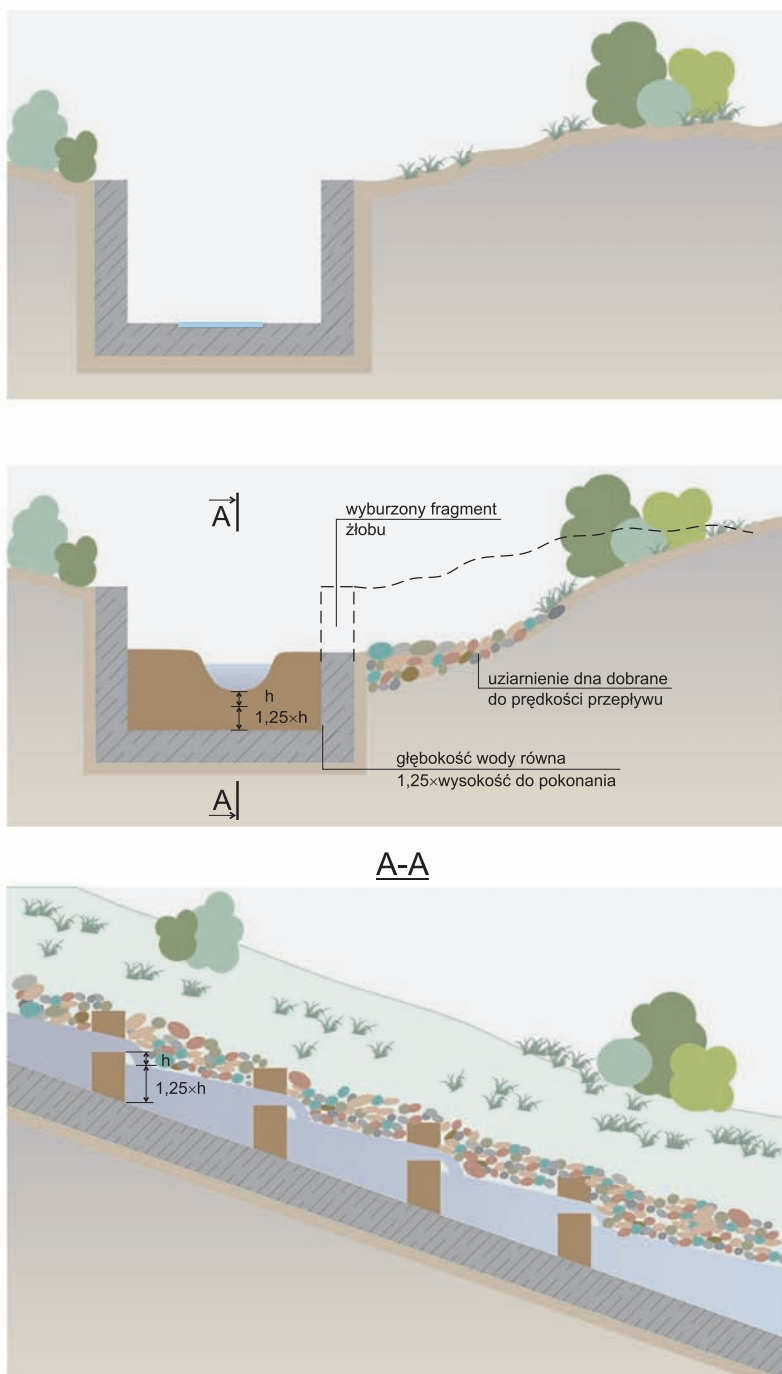 A
wyburzony fragment
żłobu
h
1,25×h
uziarnienie dna dobrane
do prędkości przepływu
głębokość wody równa
1,25×wysokość do pokonania
A
A-A
h
1,25×h